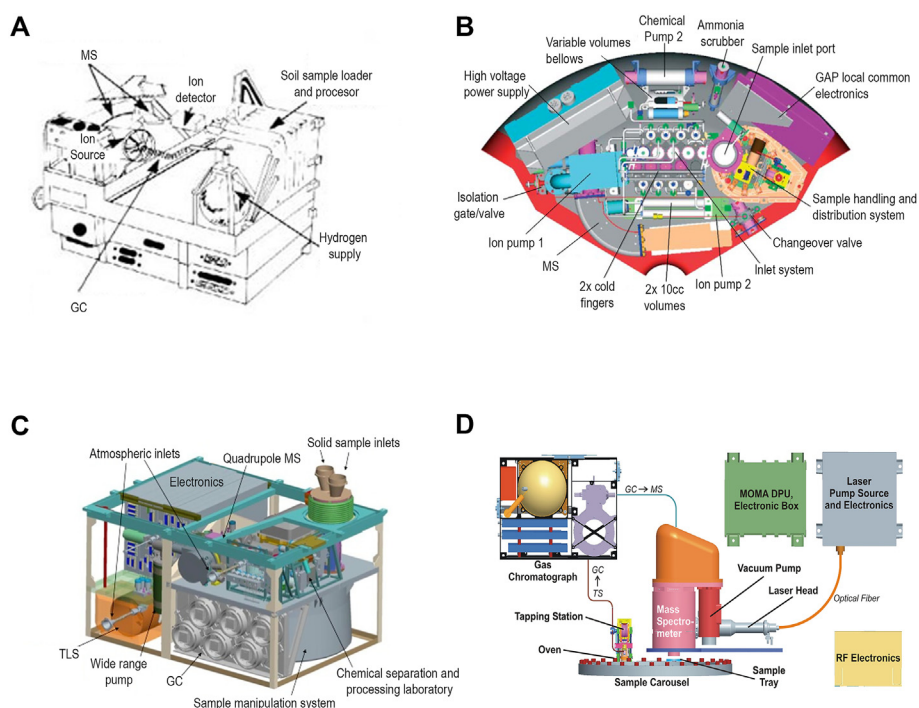 A
MS
Ion
detector
Soil sample loader
and procesor
Ion
Source
Hydrogen
supply
GC
B
Chemical
Pump 2
Ammonia
scrubber
Variable volumes
bellows
Sample inlet port
High voltage
power supply
GAP local common
electronics
Isolation
gate/valve
Sample handling and
distribution system
Ion pump 1
Changeover valve
MS
Inlet system
2x cold
fingers
2x 10cc
volumes
Ion pump 2
C
Solid sample inlets
Atmospheric inlets
Quadrupole MS
Electronics
TLS
Wide range
pump
GC
Chemical separation and
processing laboratory
Sample manipulation system
D
GC → MS
MOMA DPU,
Electronic Box
Laser
Pump Source
and Electronics
Gas
Chromatograph
GC
↑
TS
Vacuum Pump
Laser Head
Optical Fiber
Tapping Station
Mass
Spectro-
meter
Oven
RF Electronics
Sample
Tray
Sample Carousel